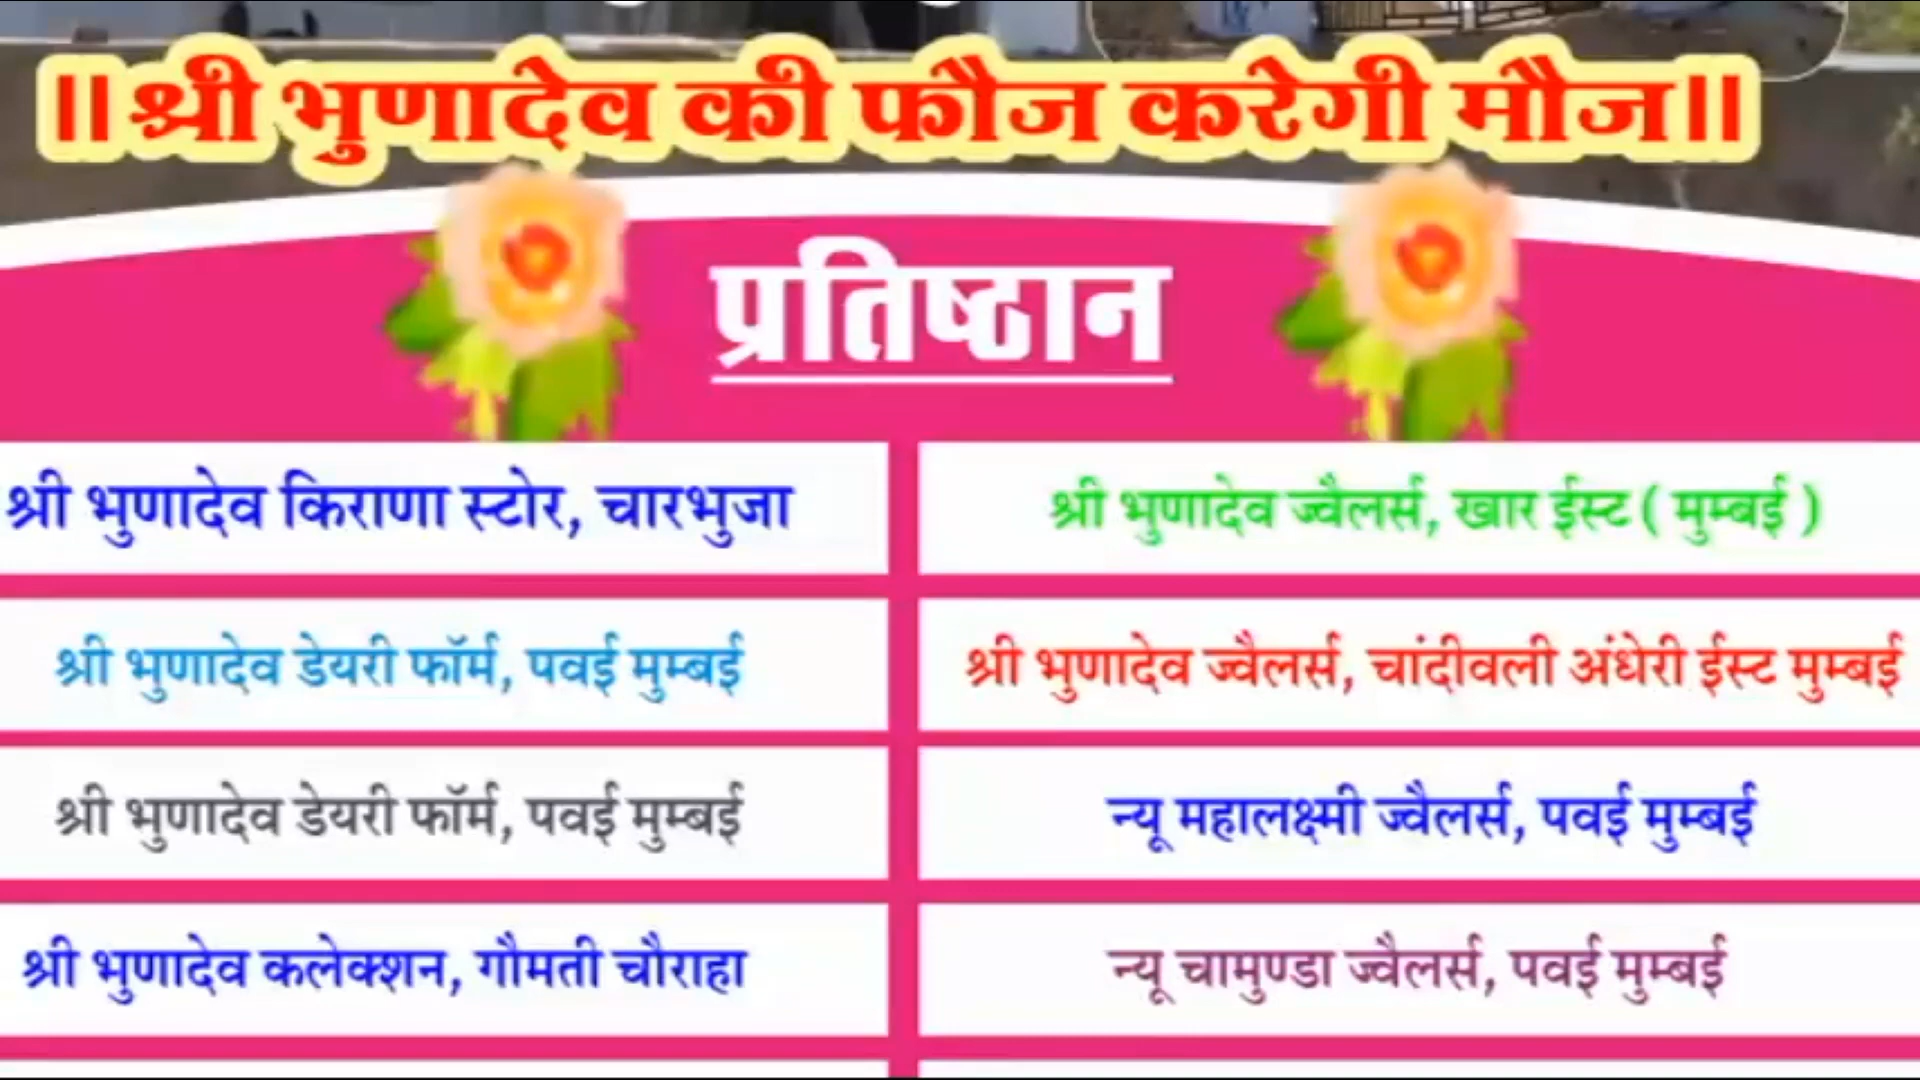 ॥श्री भुणादेव की फौज करेगी मौज॥
प्रतिष्ठान
श्री भुणादेव किराणा स्टोर, चारभुजा
श्री भुणादेव ज्वैलर्स, खार ईस्ट ( मुम्बई )
श्री भुणादेव डेयरी फॉर्म, पवई मुम्बई
श्री भुणादेव ज्वैलर्स, चांदीवली अंधेरी ईस्ट मुम्बई
श्री भुणादेव डेयरी फॉर्म, पवई मुम्बई
न्यू महालक्ष्मी ज्वैलर्स, पवई मुम्बई
श्री भुणादेव कलेक्शन, गौमती चौराहा
न्यू चामुण्डा ज्वैलर्स, पवई मुम्बई